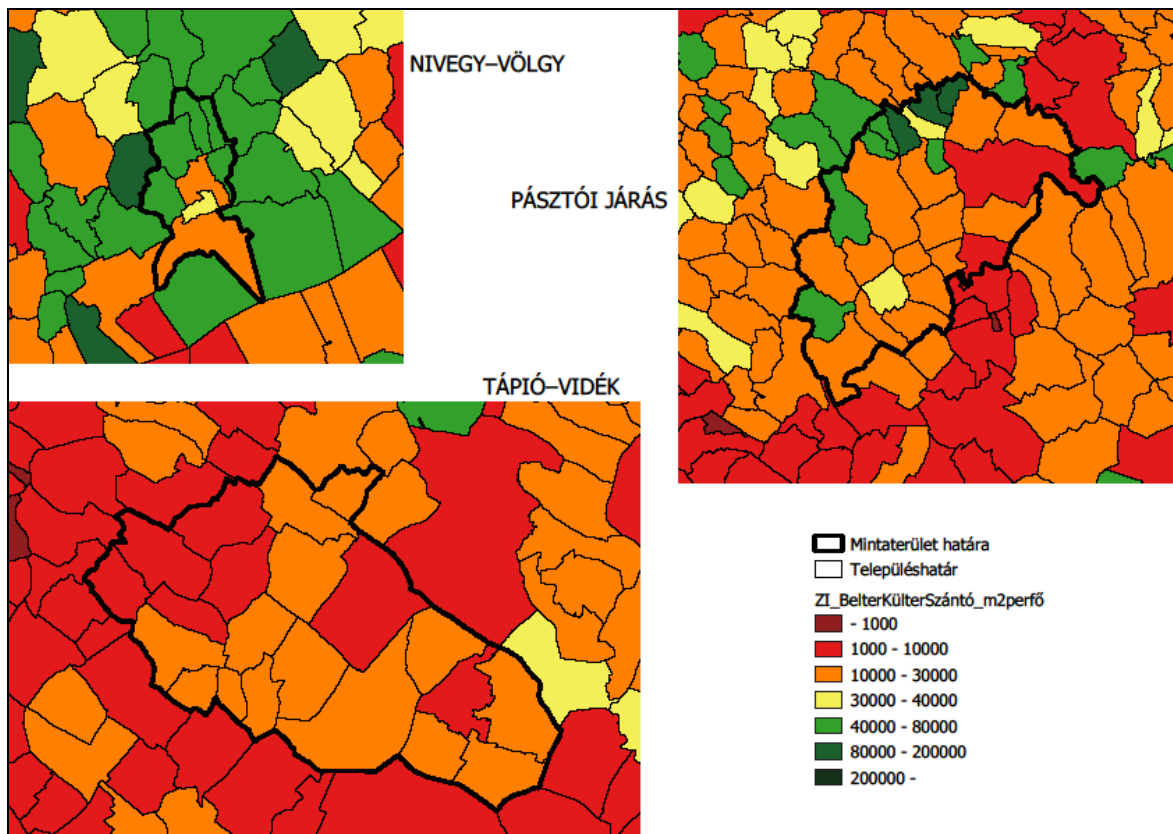 NIVEGY–VÖLGY
PÁSZTÓI JÁRÁS
TÁPIÓ–VIDÉK
Mintaterület határa
Településhatár
ZI_BelterKülterSzántó_m2perfő
- 1000
1000 - 10000
10000 - 30000
30000 - 40000
40000 - 80000
80000 - 200000
200000 -